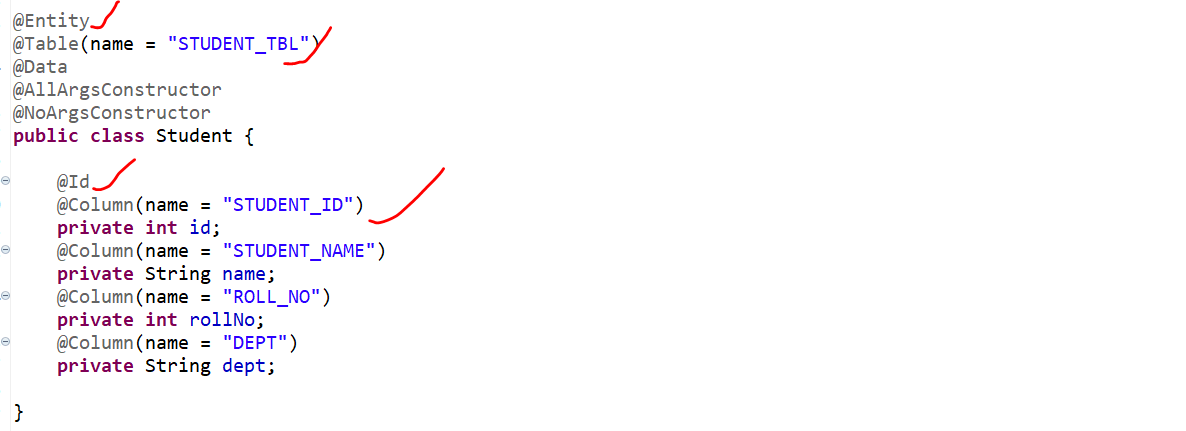 @Entity
@Table(name = "STUDENT_TBL")
@Data
@AllArgsConstructor
@NoArgsConstructor
public class Student {
@Id
@Column(name = "STUDENT_ID")
private int id;
@Column(name = "STUDENT_NAME")
private String name;
@Column(name = "ROLL_NO")
private int rollNo;
@Column(name = "DEPT")
private String dept;
}